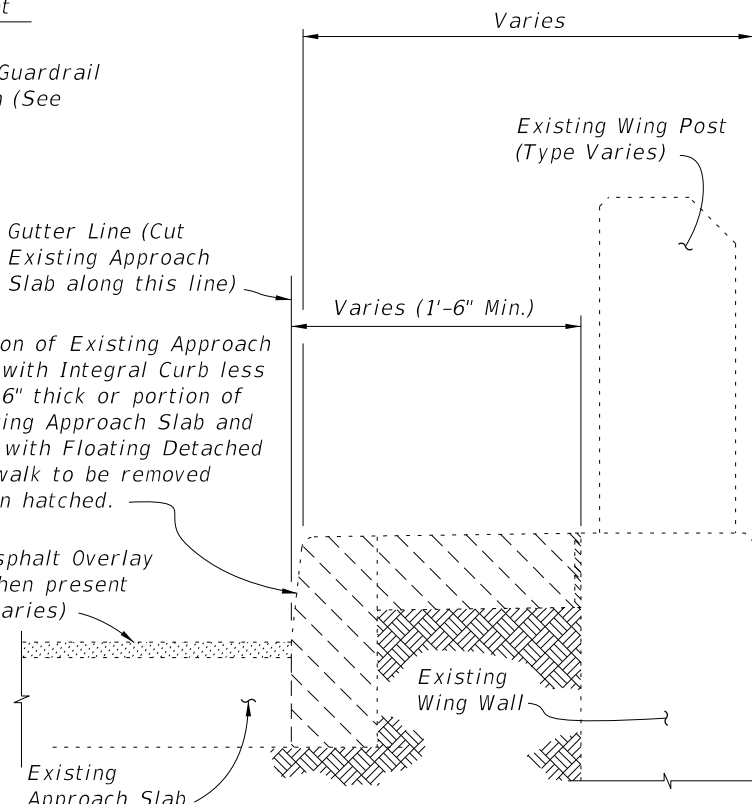 Varies
Guardrail
(See
Existing Wing Post
(Type Varies)
Gutter Line (Cut
Existing Approach
Slab along this line)
Varies (1'-6" Min.)
of Existing Approach
with Integral Curb less
6" thick or portion of
Approach Slab and
with Floating Detached
to be removed
hatched.
Overlay
present
Existing
Wing Wall
Existing
Approach Slab